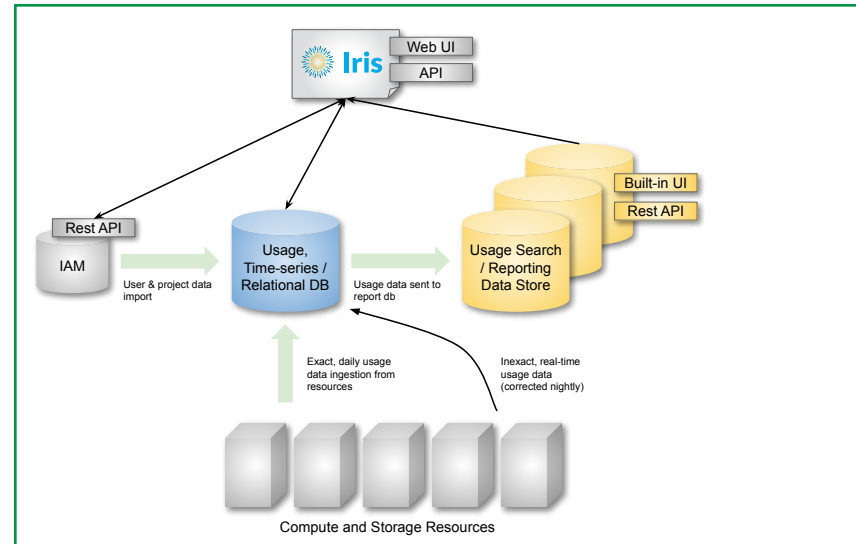 Iris
Web UI
API
Rest API
IAM
User & project data
import
Usage,
Time-series /
Relational DB
Usage data sent to
report db
Usage Search
/ Reporting
Data Store
Built-in UI
Rest API
Exact, daily usage
data ingestion from
resources
Inexact, real-time
usage data
(corrected nightly)
Compute and Storage Resources